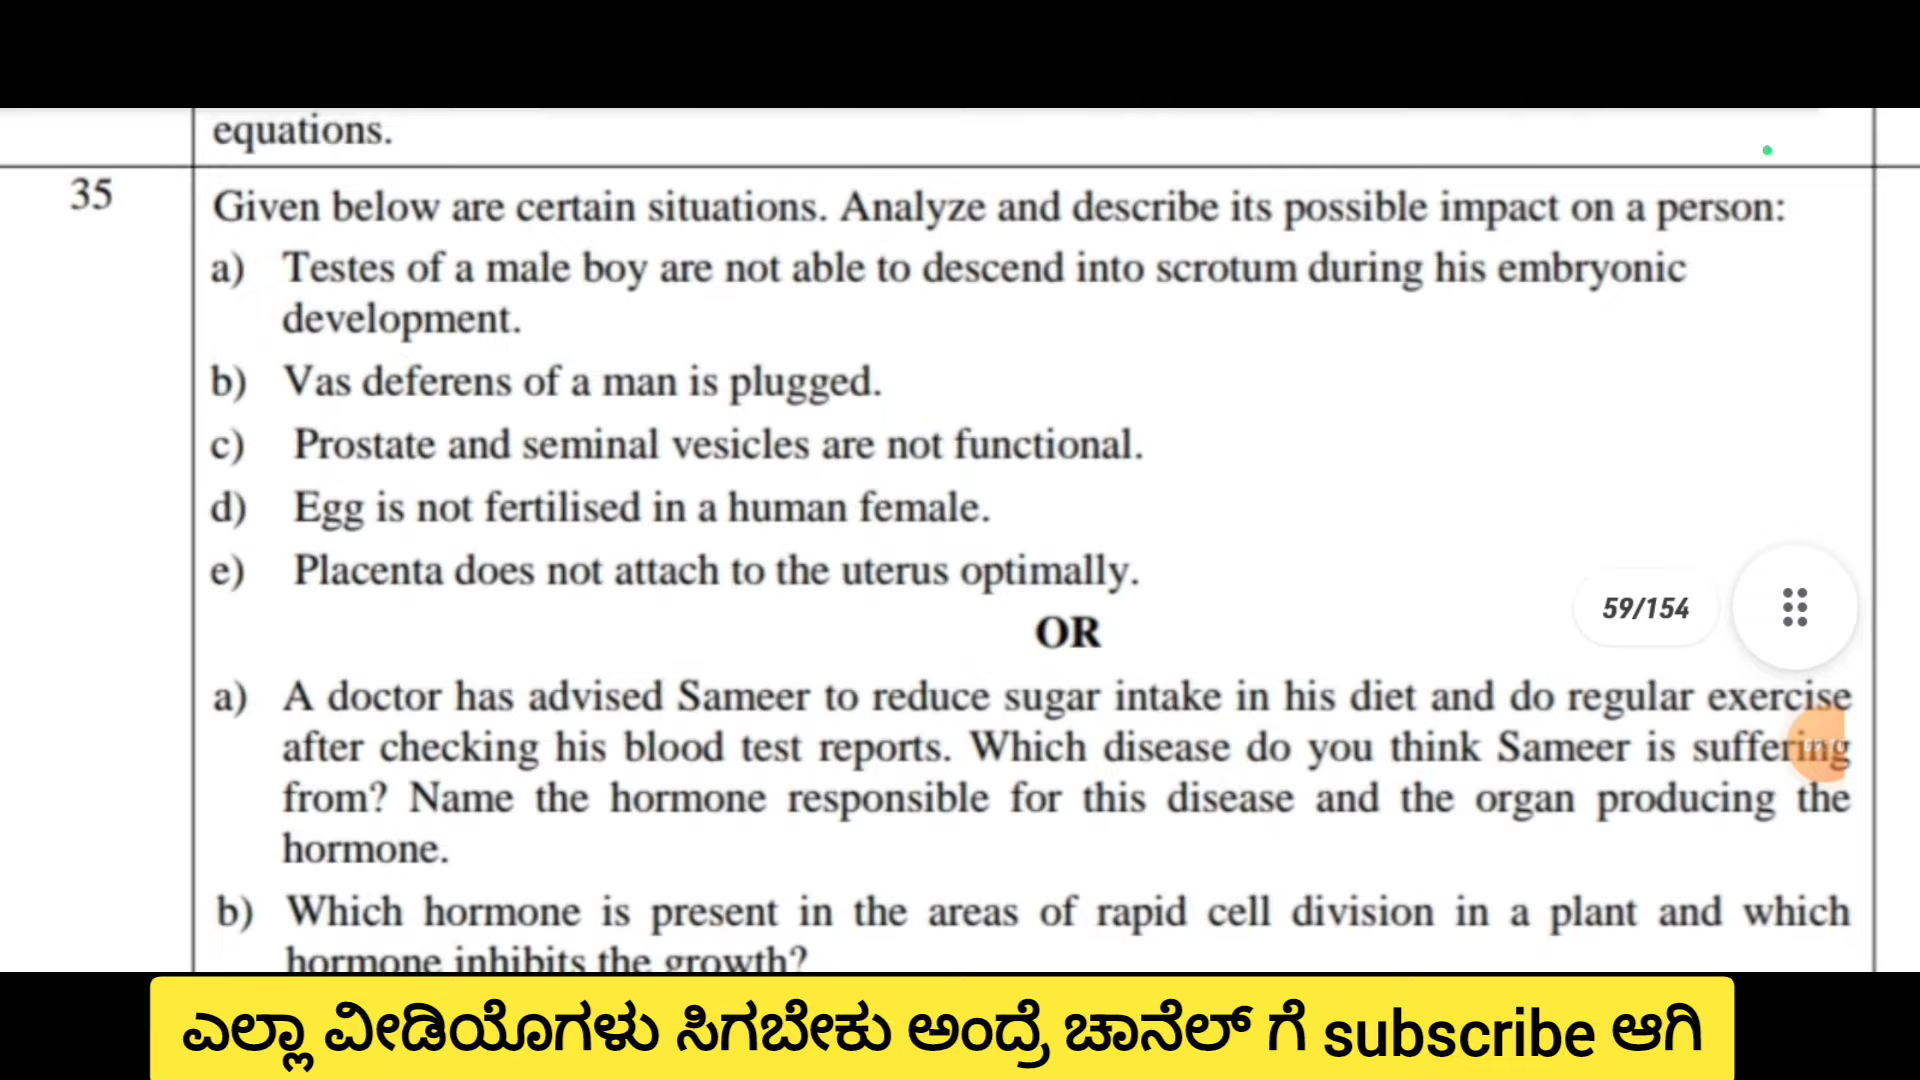 equations.
35
Given below are certain situations. Analyze and describe its possible impact on a person:
a) Testes of a male boy are not able to descend into scrotum during his embryonic
development.
b) Vas deferens of a man is plugged.
c) Prostate and seminal vesicles are not functional.
d) Egg is not fertilised in a human female.
e) Placenta does not attach to the uterus optimally.
59/154
OR
a) A doctor has advised Sameer to reduce sugar intake in his diet and do regular exercise
after checking his blood test reports. Which disease do you think Sameer is suffering
from? Name the hormone responsible for this disease and the organ producing the
hormone.
b) Which hormone is present in the areas of rapid cell division in a plant and which
hormone inhibits the growth?
ಎಲ್ಲಾ ವೀಡಿಯೊಗಳು ಸಿಗಬೇಕು ಅಂದ್ರೆ ಚಾನೆಲ್ ಗೆ subscribe ಆಗಿ